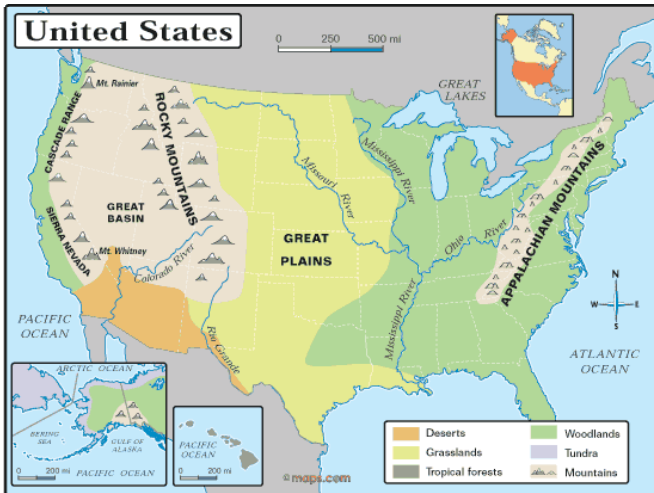 United States
0 250 500 mi
GREAT
LAKES
Mt. Rainier
CASCADE RANGE
ROCKY MOUNTAINS
Missouri River
Mississippi River
APPALACHIAN MOUNTAINS
GREAT
BASIN
SIERRA NEVADA
Mt. Whitney
Colorado River
GREAT
PLAINS
Ohio River
Mississippi River
Rio Grande
N
W
E
S
PACIFIC
OCEAN
ATLANTIC
OCEAN
ARCTIC OCEAN
BERING
SEA
GULF OF
ALASKA
0 200 mi
PACIFIC OCEAN
PACIFIC
OCEAN
0 200 mi
©maps.com
Deserts
Grasslands
Tropical forests
Woodlands
Tundra
Mountains